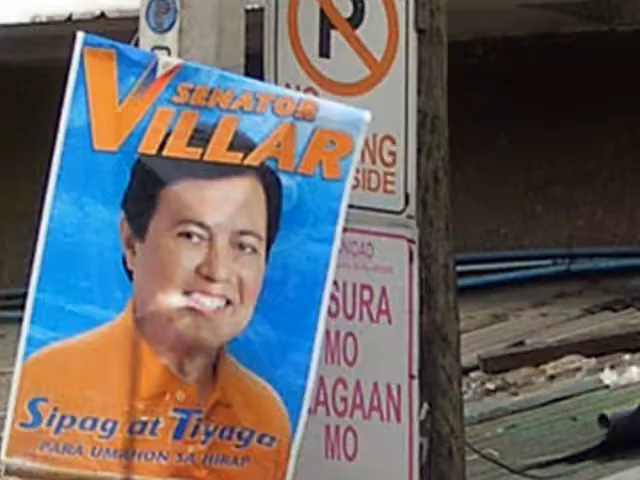 SENATOR
VILLAR
Sipag at Tiyaga
PARA UMAHON SA HIRAP
P
NO
NG
SIDE
SURA
MO
AGAAN
MO